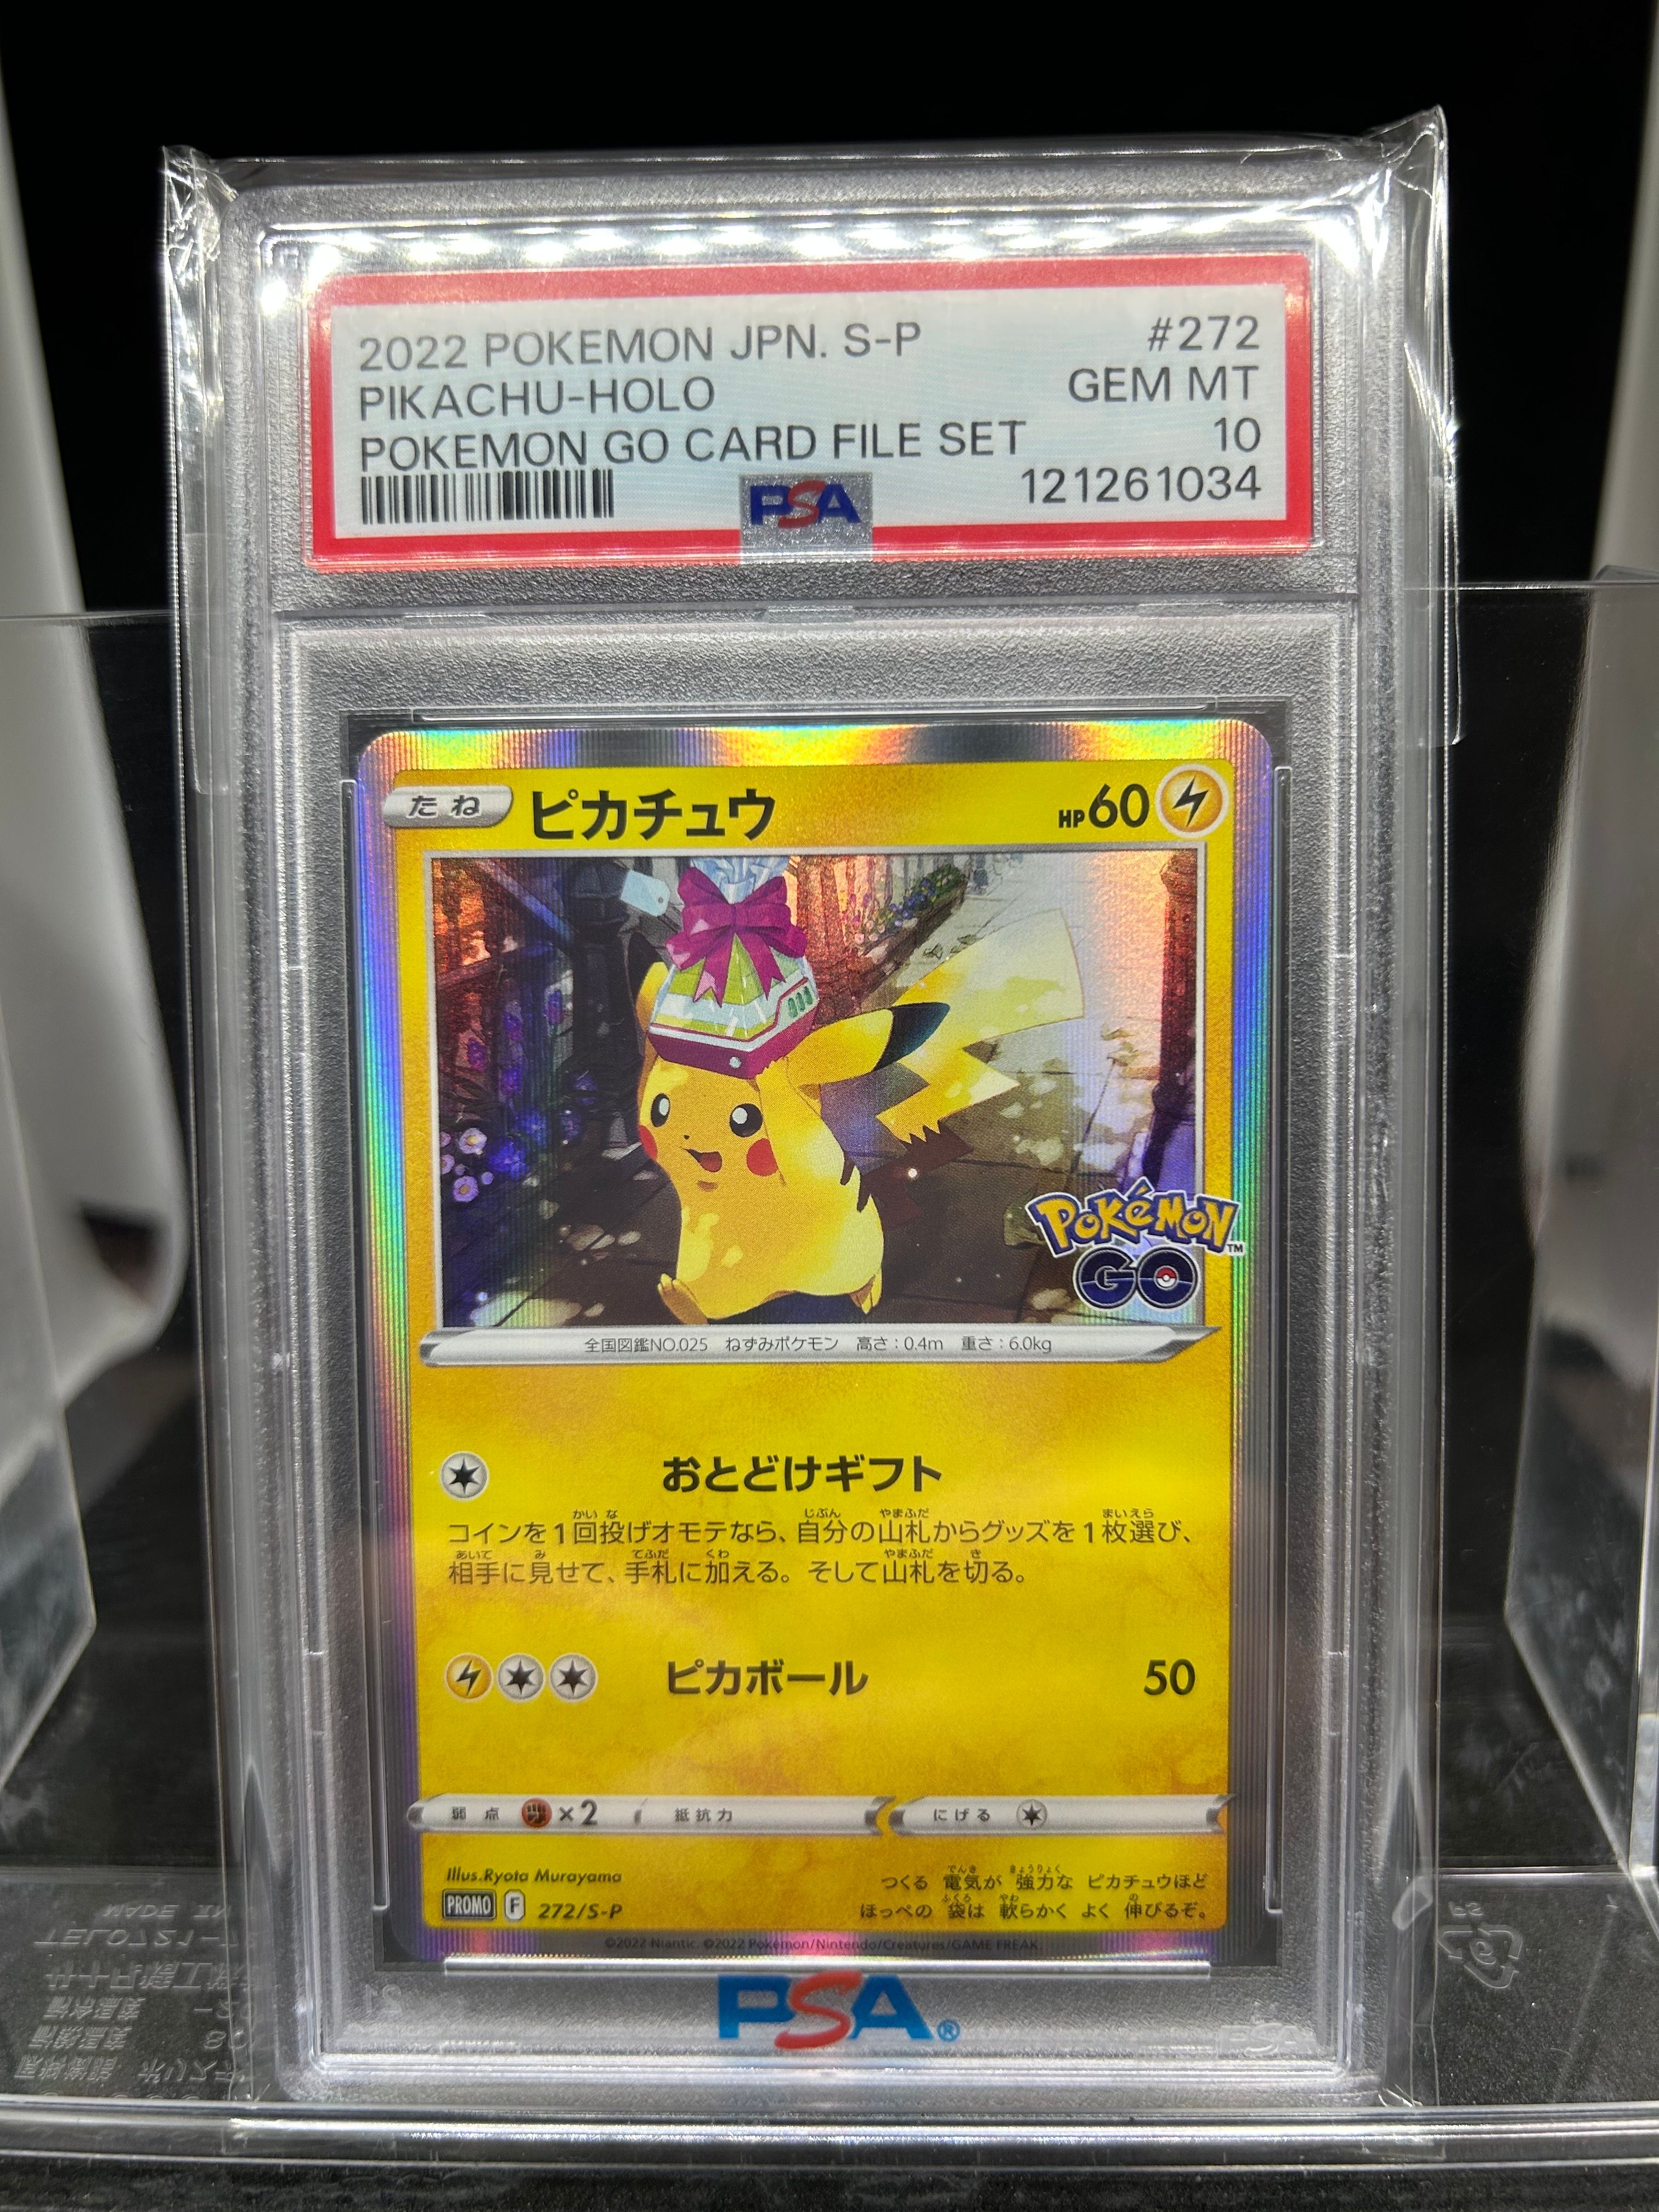 2022 POKEMON JPN. S-P #272
PIKACHU-HOLO GEM MT
POKEMON GO CARD FILE SET 10
PSA 121261034
たね ピカチュウ HP60
POKéMON™
GO
全国図鑑NO.025 ねずみポケモン 高さ：0.4m 重さ：6.0kg
おとどけギフト
コインを1回投げオモテなら、自分の山札からグッズを1枚選び、
相手に見せて、手札に加える。そして山札を切る。
ピカボール 50
弱点 ×2 抵抗力 にげる
Illus.Ryota Murayama
つくる 電気が 強力な ピカチュウほど
PROMO F 272/S-P
ほっぺの 袋は 軟らかく よく 伸びるぞ。
©2022 Niantic ©2022 Pokémon/Nintendo/Creatures/GAME FREAK
PSA®